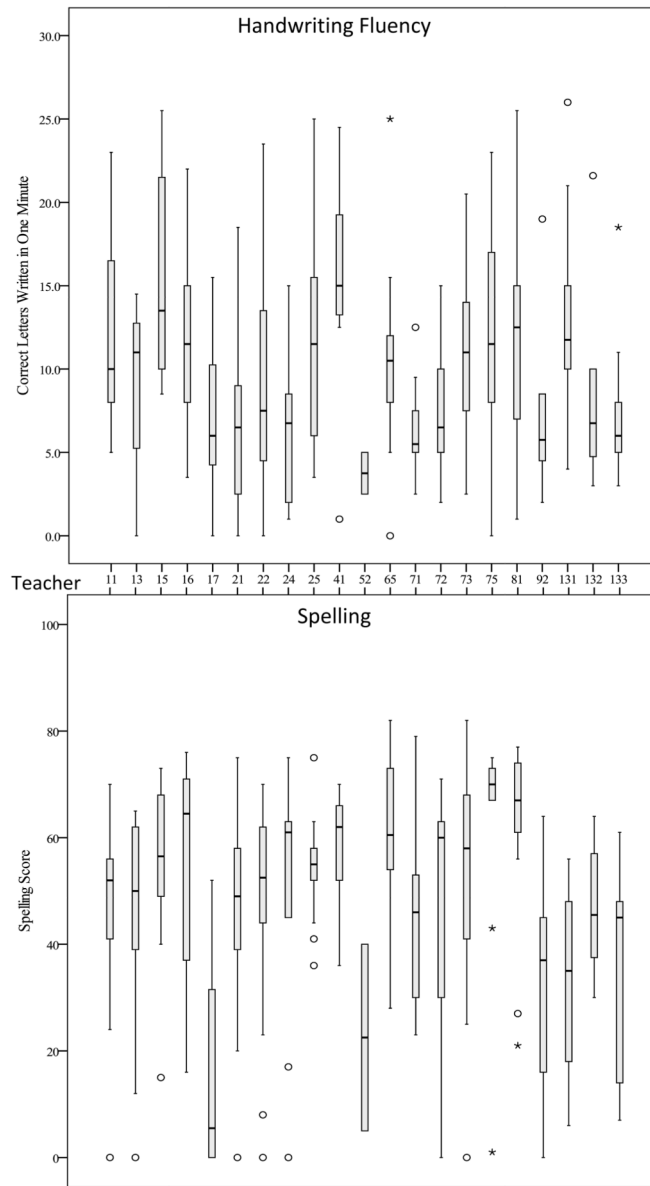 Handwriting Fluency
Correct Letters Written in One Minute
30.0
25.0
20.0
15.0
10.0
5.0
0.0
Teacher 11 13 15 16 17 21 22 24 25 41 52 65 71 72 73 75 81 92 131 132 133
Spelling
Spelling Score
100
80
60
40
20
0